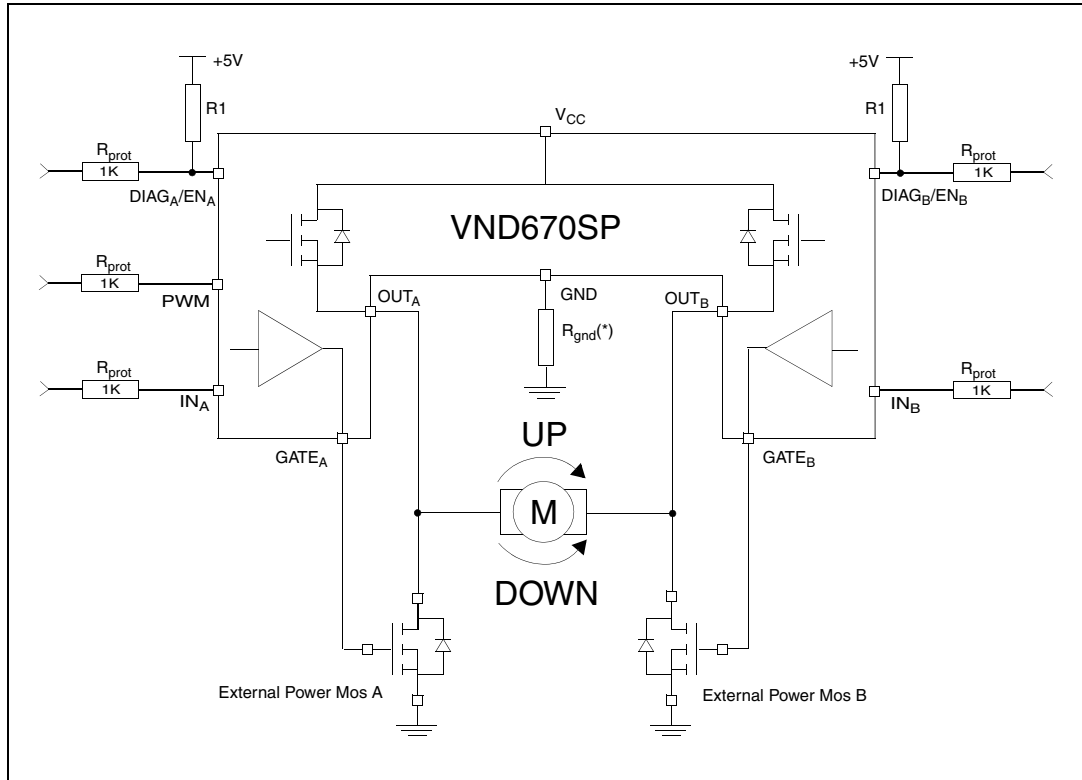 +5V
+5V
R1
R1
VCC
Rprot
1K
Rprot
1K
DIAGA/ENA
DIAGB/ENB
VND670SP
Rprot
1K
PWM
OUTA
GND
OUTB
Rgnd(*)
Rprot
1K
INA
Rprot
1K
INB
GATEA
UP
GATEB
M
DOWN
External Power Mos A
External Power Mos B